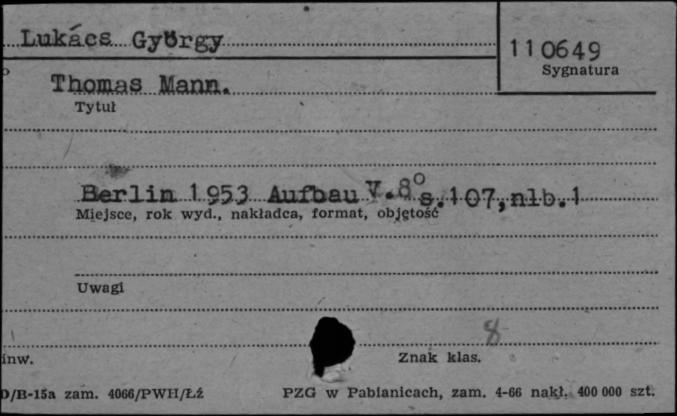 Lukács György
110649
Sygnatura
Thomas Mann.
Tytuł
Berlin 1953 Aufbau V. 8° s.107,nlb.1
Miejsce, rok wyd., nakładca, format, objętość
Uwagi
8
inw.
Znak klas.
D/B-15a zam. 4066/PWH/Łź
PZG w Pabianicach, zam. 4-66 nakł. 400 000 szt.